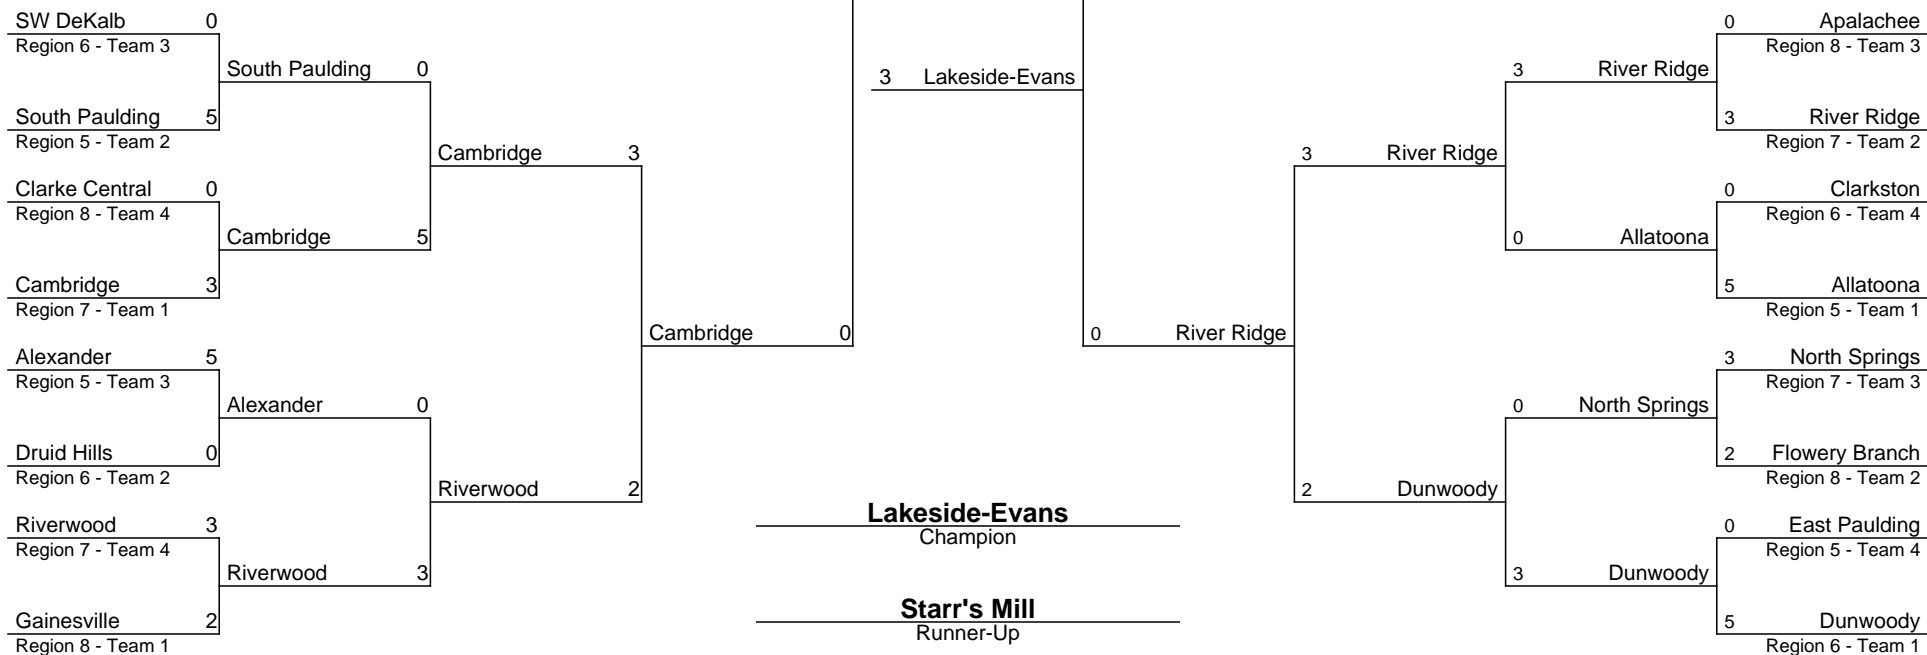 SW DeKalb 0
Region 6 - Team 3
South Paulding 0
South Paulding 5
Region 5 - Team 2
Cambridge 3
Clarke Central 0
Region 8 - Team 4
Cambridge 5
Cambridge 3
Region 7 - Team 1
Cambridge 0
Alexander 5
Region 5 - Team 3
Alexander 0
Druid Hills 0
Region 6 - Team 2
Riverwood 2
Riverwood 3
Region 7 - Team 4
Riverwood 3
Gainesville 2
Region 8 - Team 1
3 Lakeside-Evans
Lakeside-Evans
Champion
Starr's Mill
Runner-Up
0 Apalachee
Region 8 - Team 3
3 River Ridge
3 River Ridge
Region 7 - Team 2
3 River Ridge
0 Clarkston
Region 6 - Team 4
0 Allatoona
5 Allatoona
Region 5 - Team 1
0 River Ridge
3 North Springs
Region 7 - Team 3
0 North Springs
2 Flowery Branch
Region 8 - Team 2
2 Dunwoody
0 East Paulding
Region 5 - Team 4
3 Dunwoody
5 Dunwoody
Region 6 - Team 1